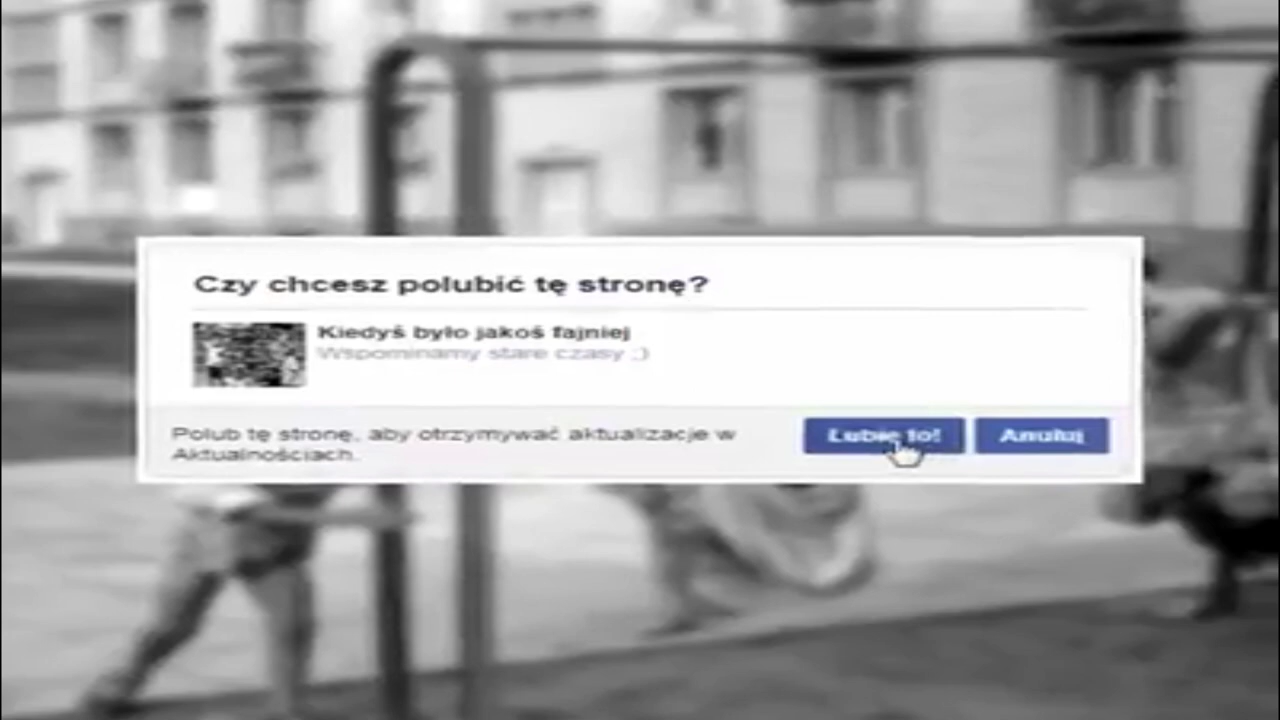 Czy chcesz polubić tę stronę?
Kiedyś było jakoś fajniej
Wspominamy stare czasy ;)
Polub tę stronę, aby otrzymywać aktualizacje w
Aktualnościach.
Lubię to!
Anuluj